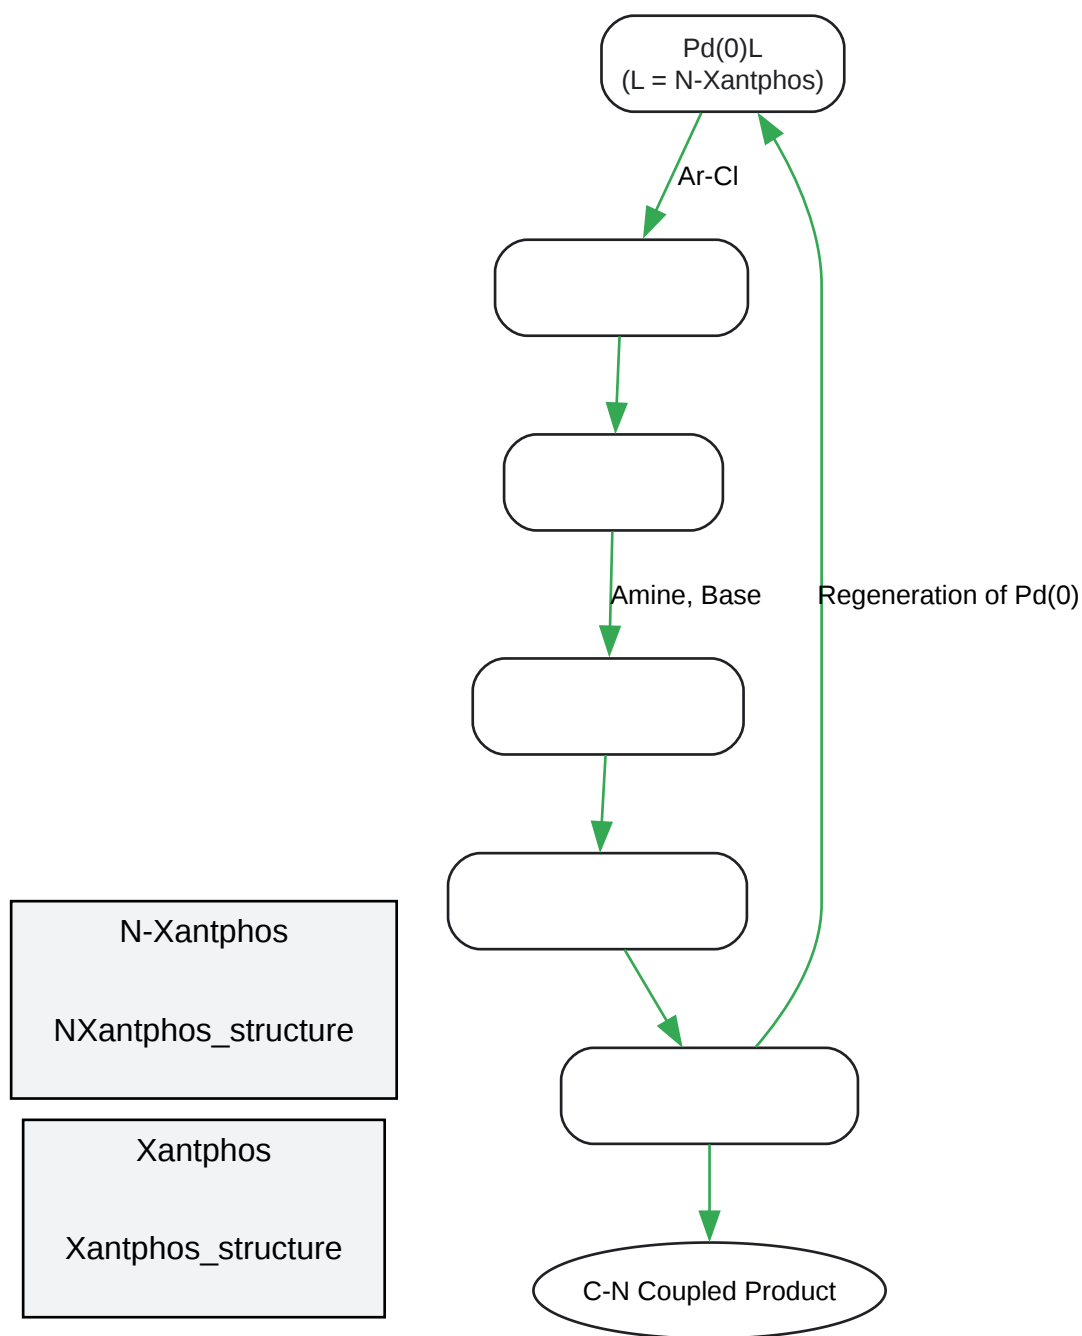 Pd(0)L
(L = N-Xantphos)
Ar-Cl
Amine, Base
Regeneration of Pd(0)
N-Xantphos
NXantphos_structure
Xantphos
Xantphos_structure
C-N Coupled Product